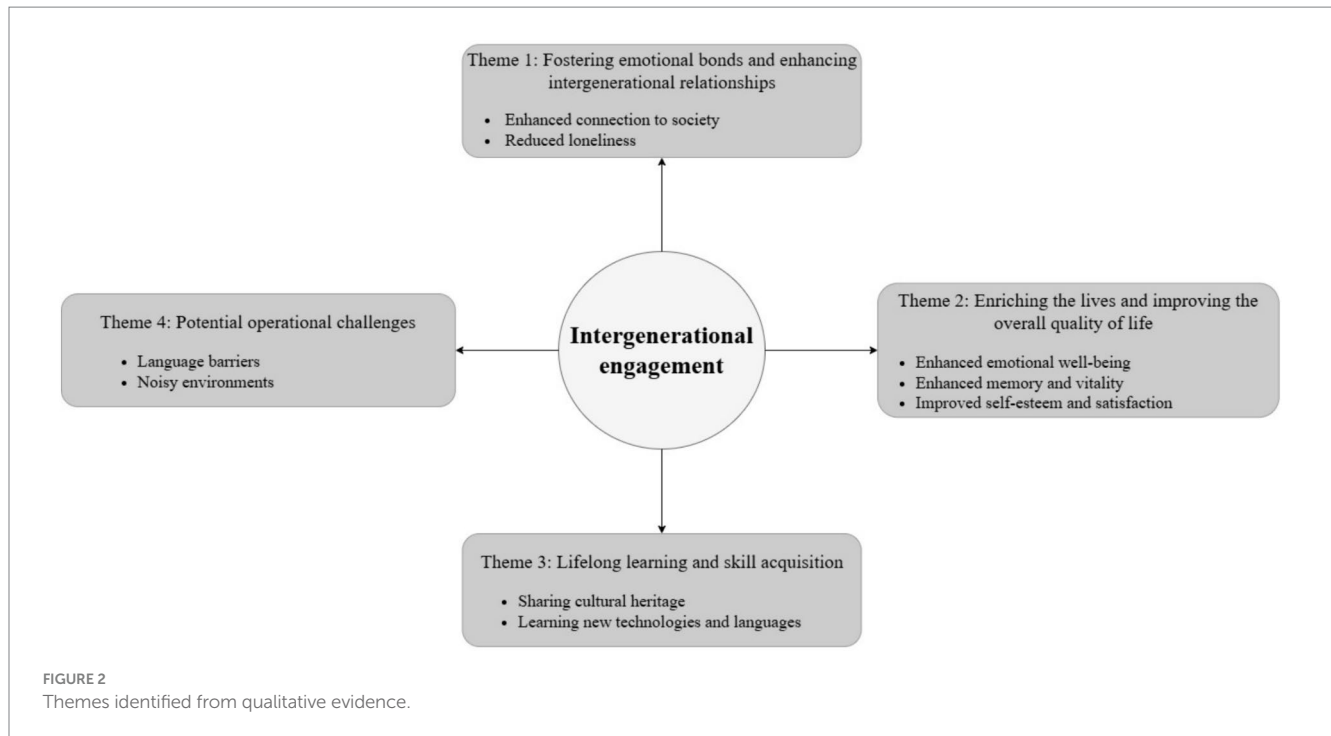 Theme 1: Fostering emotional bonds and enhancing
intergenerational relationships
• Enhanced connection to society
• Reduced loneliness
Theme 4: Potential operational challenges
• Language barriers
• Noisy environments
Intergenerational
engagement
Theme 2: Enriching the lives and improving the
overall quality of life
• Enhanced emotional well-being
• Enhanced memory and vitality
• Improved self-esteem and satisfaction
Theme 3: Lifelong learning and skill acquisition
• Sharing cultural heritage
• Learning new technologies and languages
FIGURE 2
Themes identified from qualitative evidence.